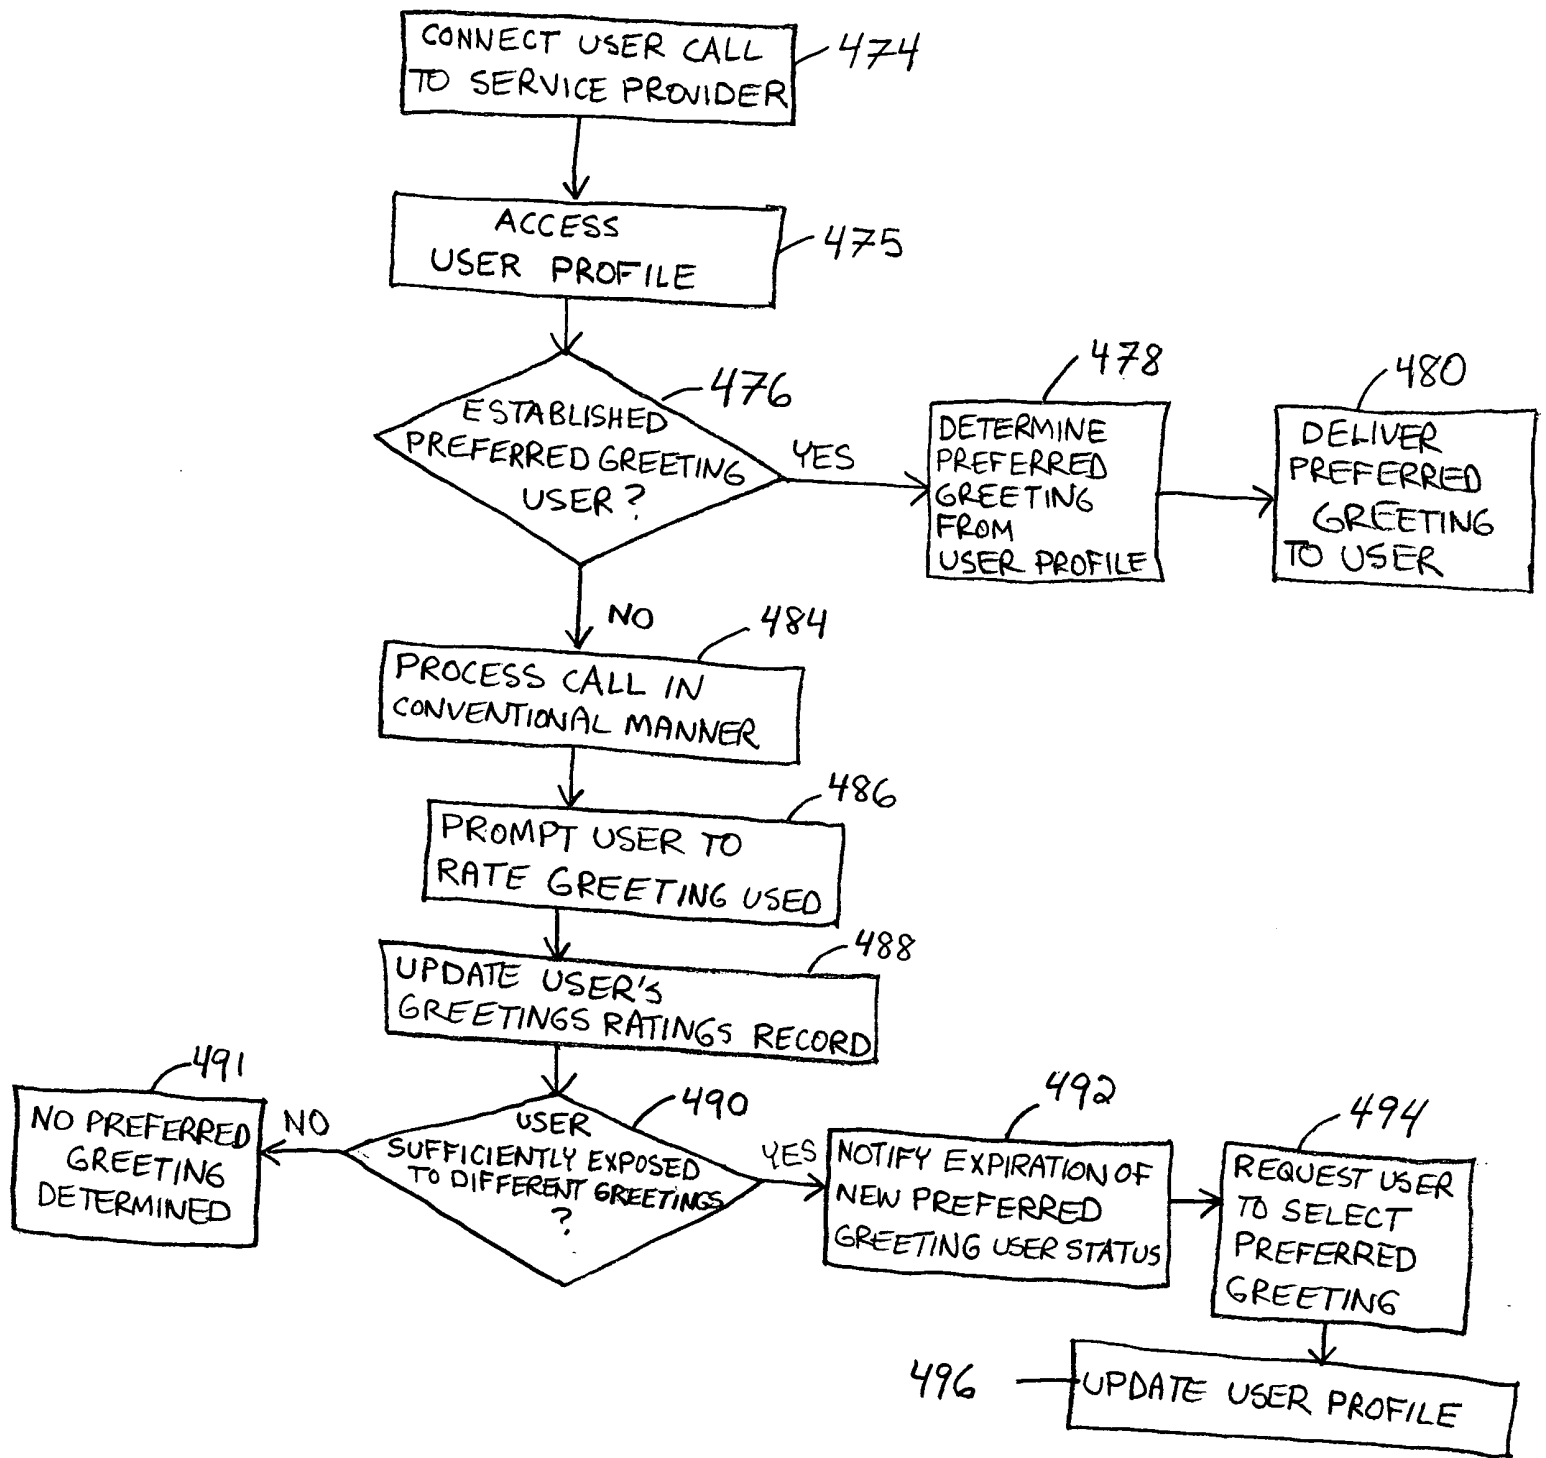 CONNECT USER CALL
TO SERVICE PROVIDER
474
ACCESS
USER PROFILE
475
476
ESTABLISHED
PREFERRED GREETING
USER?
YES
478
DETERMINE
PREFERRED
GREETING
FROM
USER PROFILE
480
DELIVER
PREFERRED
GREETING
TO USER
NO
484
PROCESS CALL IN
CONVENTIONAL MANNER
486
PROMPT USER TO
RATE GREETING USED
488
UPDATE USER'S
GREETINGS RATINGS RECORD
490
USER
SUFFICIENTLY EXPOSED
TO DIFFERENT GREETINGS
?
NO
491
NO PREFERRED
GREETING
DETERMINED
YES
492
NOTIFY EXPIRATION OF
NEW PREFERRED
GREETING USER STATUS
494
REQUEST USER
TO SELECT
PREFERRED
GREETING
496
UPDATE USER PROFILE